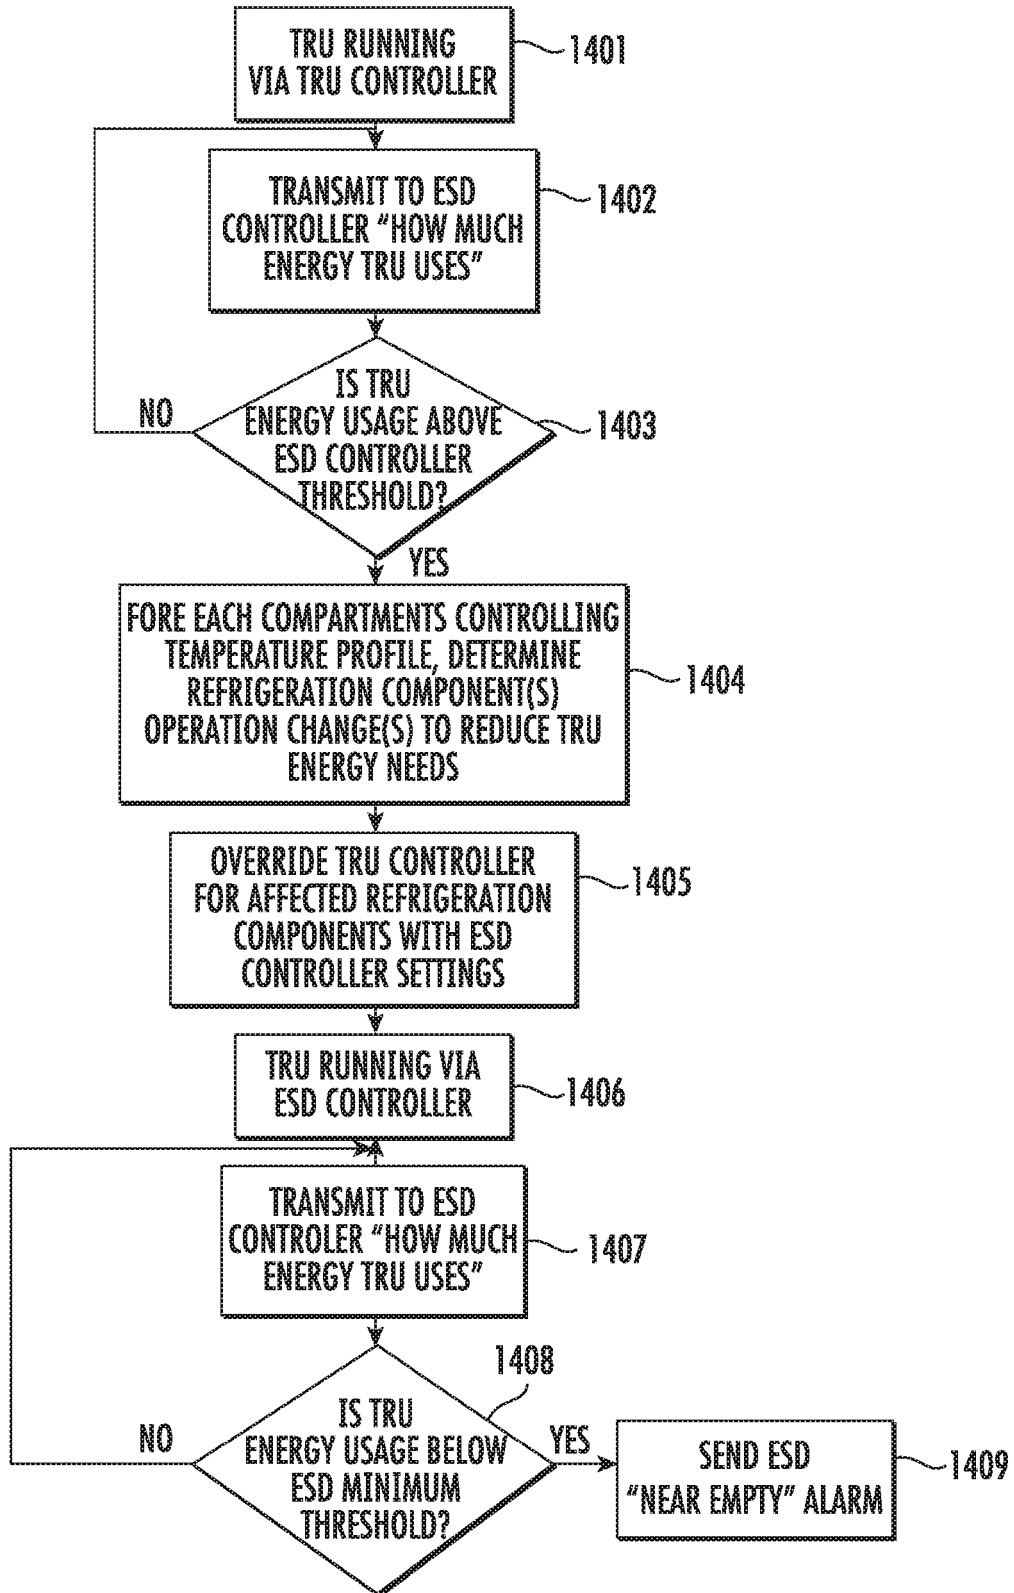 TRU RUNNING
VIA TRU CONTROLLER
1401
TRANSMIT TO ESD
CONTROLLER “HOW MUCH
ENERGY TRU USES”
1402
IS TRU
ENERGY USAGE ABOVE
ESD CONTROLLER
THRESHOLD?
1403
NO
YES
FORE EACH COMPARTMENTS CONTROLLING
TEMPERATURE PROFILE, DETERMINE
REFRIGERATION COMPONENT(S)
OPERATION CHANGE(S) TO REDUCE TRU
ENERGY NEEDS
1404
OVERRIDE TRU CONTROLLER
FOR AFFECTED REFRIGERATION
COMPONENTS WITH ESD
CONTROLLER SETTINGS
1405
TRU RUNNING VIA
ESD CONTROLLER
1406
TRANSMIT TO ESD
CONTROLER “HOW MUCH
ENERGY TRU USES”
1407
1408
IS TRU
ENERGY USAGE BELOW
ESD MINIMUM
THRESHOLD?
NO
YES
SEND ESD
“NEAR EMPTY” ALARM
1409